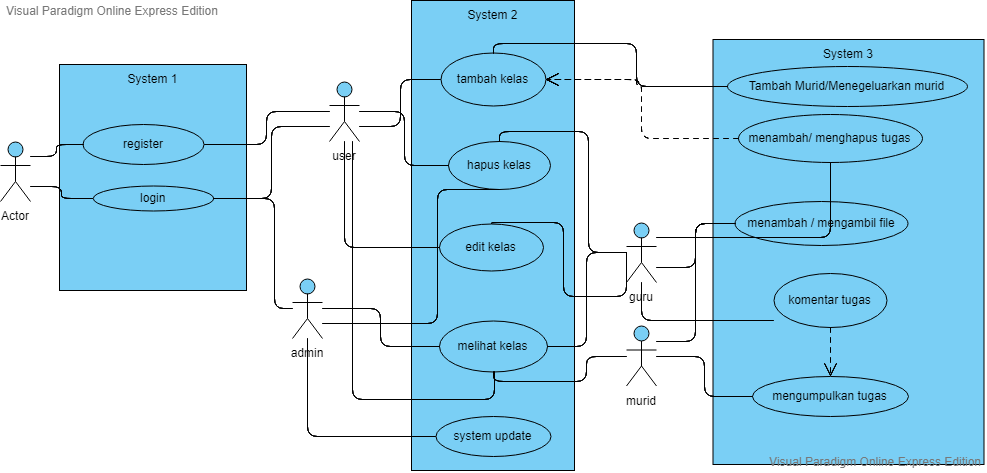 Visual Paradigm Online Express Edition
System 1
register
login
Actor
user
admin
System 2
tambah kelas
hapus kelas
edit kelas
melihat kelas
system update
guru
murid
System 3
Tambah Murid/Menegeluarkan murid
menambah/ menghapus tugas
menambah / mengambil file
komentar tugas
mengumpulkan tugas
Visual Paradigm Online Express Edition